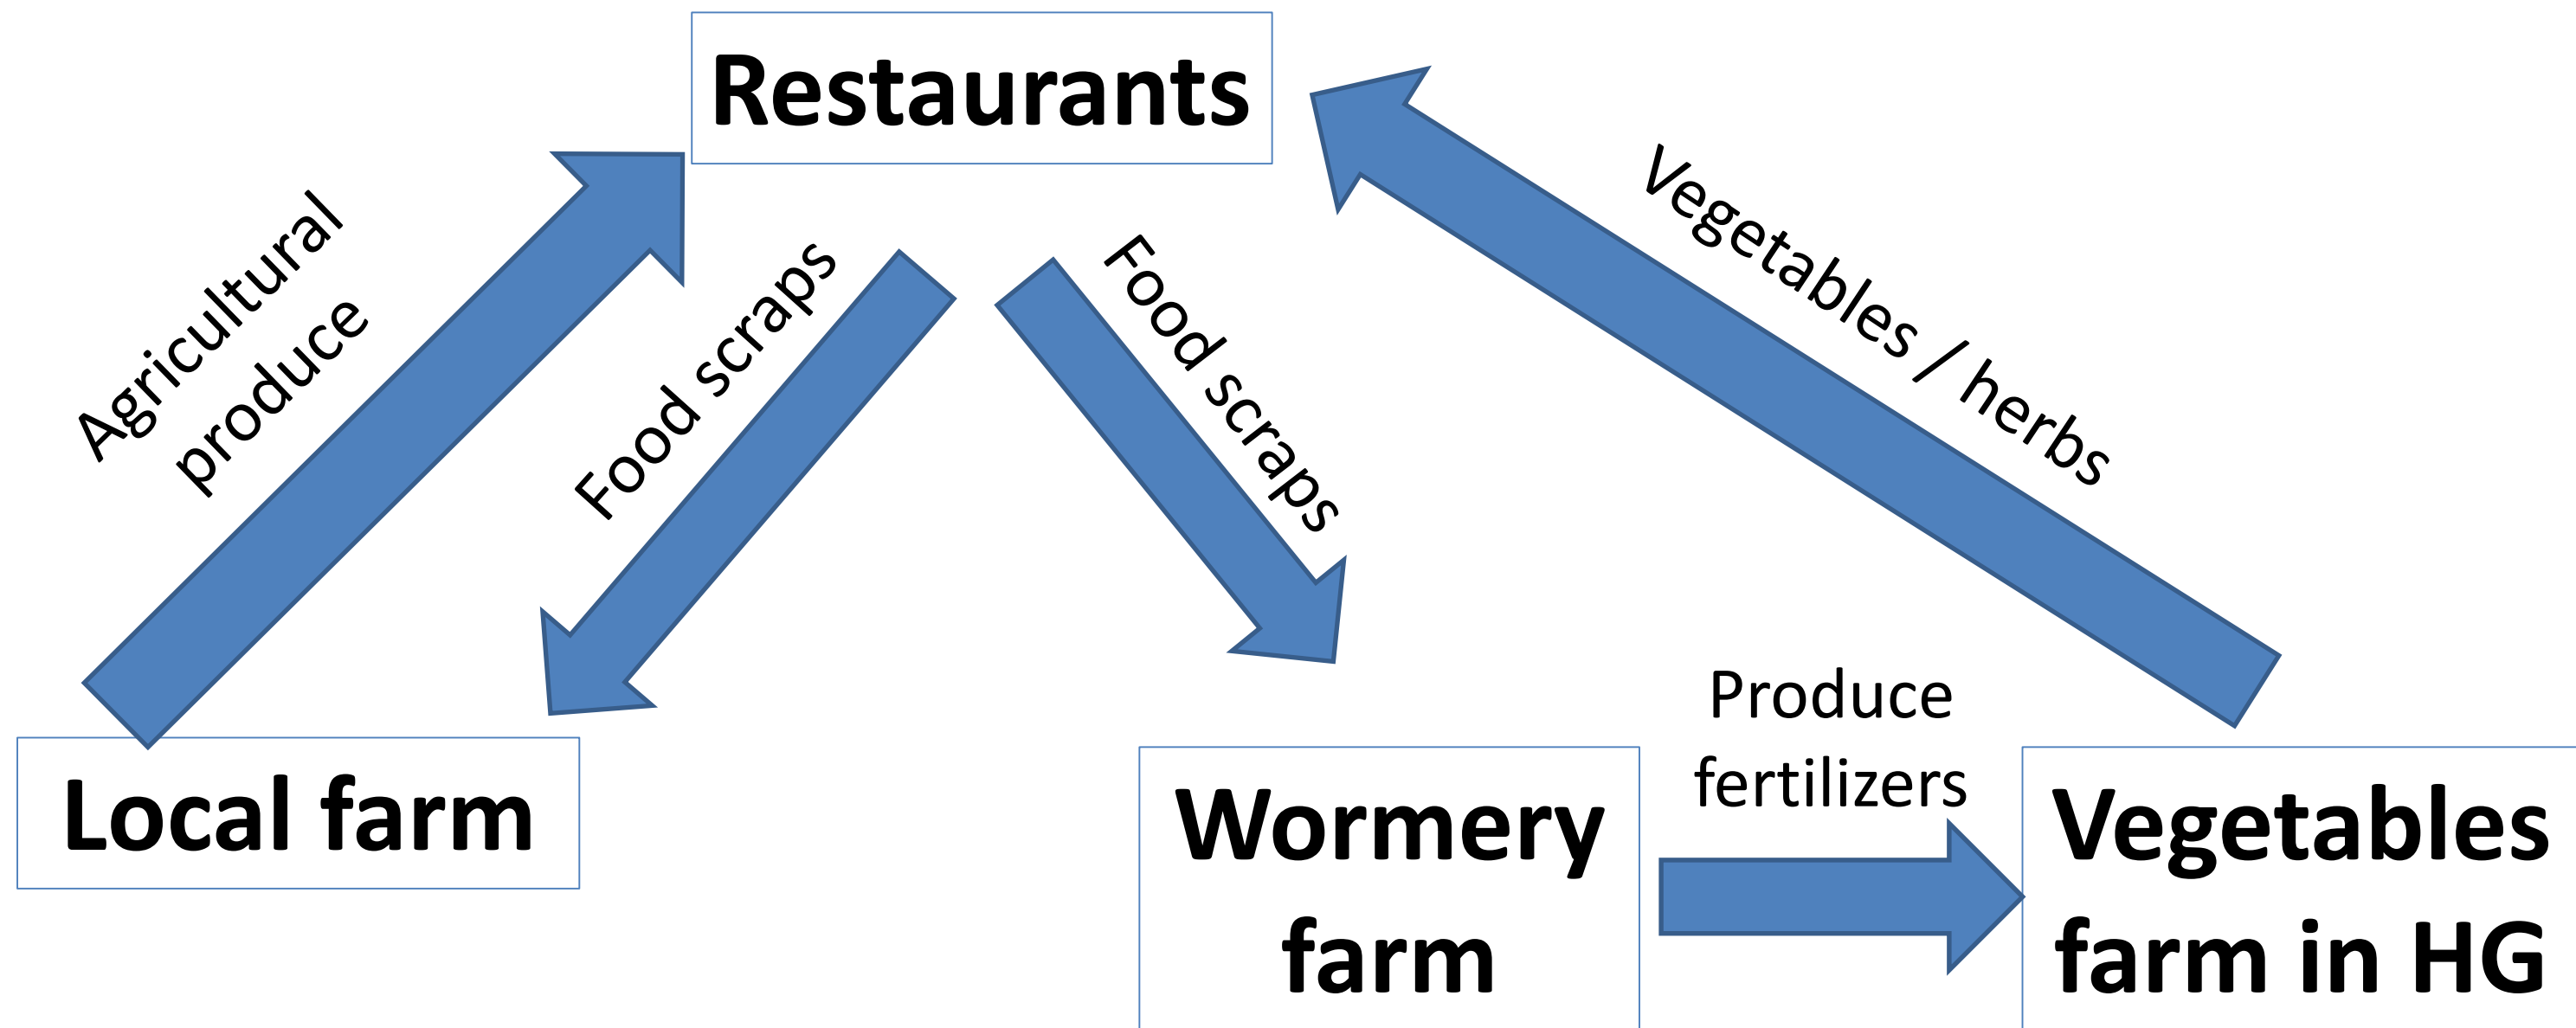 Restaurants
Agricultural
produce
Food scraps
Food scraps
Vegetables / herbs
Local farm
Wormery
farm
Produce
fertilizers
Vegetables
farm in HG